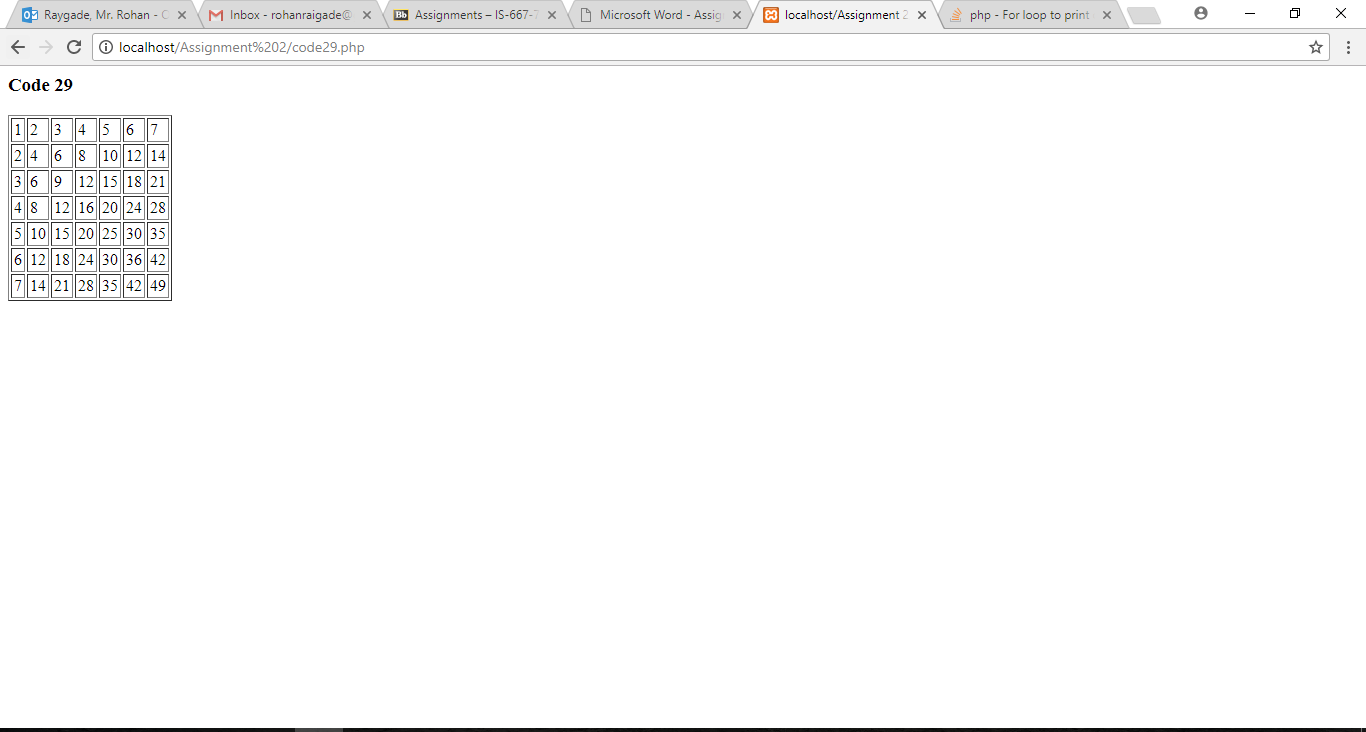 Raygade, Mr. Rohan - Inbox - rohanraigade@ Assignments – IS-667- Microsoft Word - Assig localhost/Assignment 2 php - For loop to print
localhost/Assignment%202/code29.php
Code 29
1 2 3 4 5 6 7
2 4 6 8 10 12 14
3 6 9 12 15 18 21
4 8 12 16 20 24 28
5 10 15 20 25 30 35
6 12 18 24 30 36 42
7 14 21 28 35 42 49